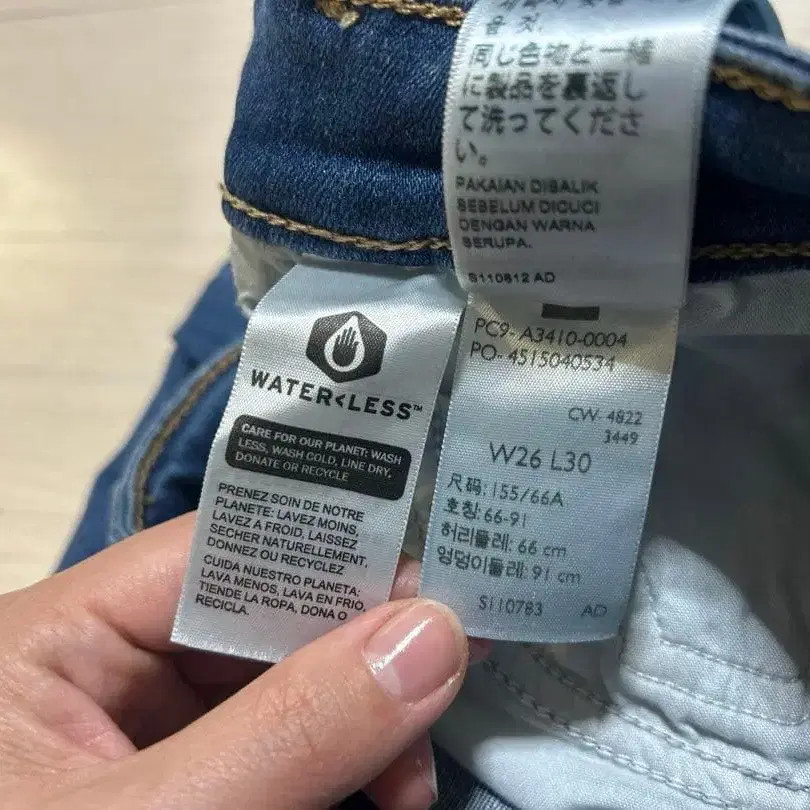 음 것.
同じ色物と一緒
に製品を裏返し
て洗ってくださ
い。
PAKAIAN DIBALIK
SEBELUM DICUCI
DENGAN WARNA
SERUPA.
S110812 AD
WATER<LESS™
CARE FOR OUR PLANET: WASH
LESS, WASH COLD, LINE DRY,
DONATE OR RECYCLE
PRENEZ SOIN DE NOTRE
PLANETE: LAVEZ MOINS,
LAVEZ A FROID, LAISSEZ
SECHER NATURELLEMENT,
DONNEZ OU RECYCLEZ
CUIDA NUESTRO PLANETA:
LAVA MENOS, LAVA EN FRIO,
TIENDE LA ROPA, DONA O
RECICLA.
PC9- A3410-0004
PO- 4515040534
CW- 4822
3449
W26 L30
尺码: 155/66A
호칭: 66-91
허리둘레: 66 cm
엉덩이둘레: 91 cm
S110783 AD